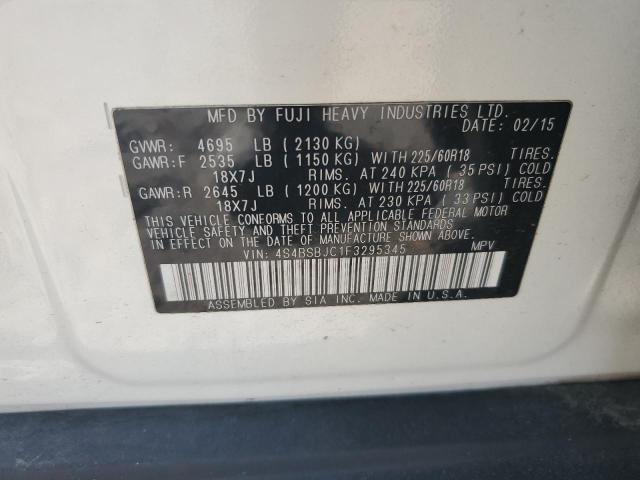 MFD BY FUJI HEAVY INDUSTRIES LTD.
DATE: 02/15
GVWR: 4695 LB (2130 KG)
GAWR:F 2535 LB (1150 KG) WITH 225/60R18 TIRES.
18X7J RIMS. AT 240 KPA (35 PSI) COLD
GAWR:R 2645 LB (1200 KG) WITH 225/60R18 TIRES.
18X7J RIMS. AT 230 KPA (33 PSI) COLD
THIS VEHICLE CONFORMS TO ALL APPLICABLE FEDERAL MOTOR
VEHICLE SAFETY AND THEFT PREVENTION STANDARDS
IN EFFECT ON THE DATE OF MANUFACTURE SHOWN ABOVE.
VIN: 4S4BSBJC1F3295345 MPV
ASSEMBLED BY SIA INC. MADE IN U.S.A.